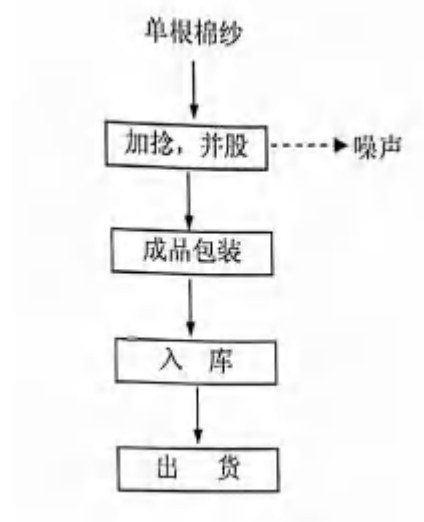 单根棉纱
加捻，并股
噪声
成品包装
入 库
出 货